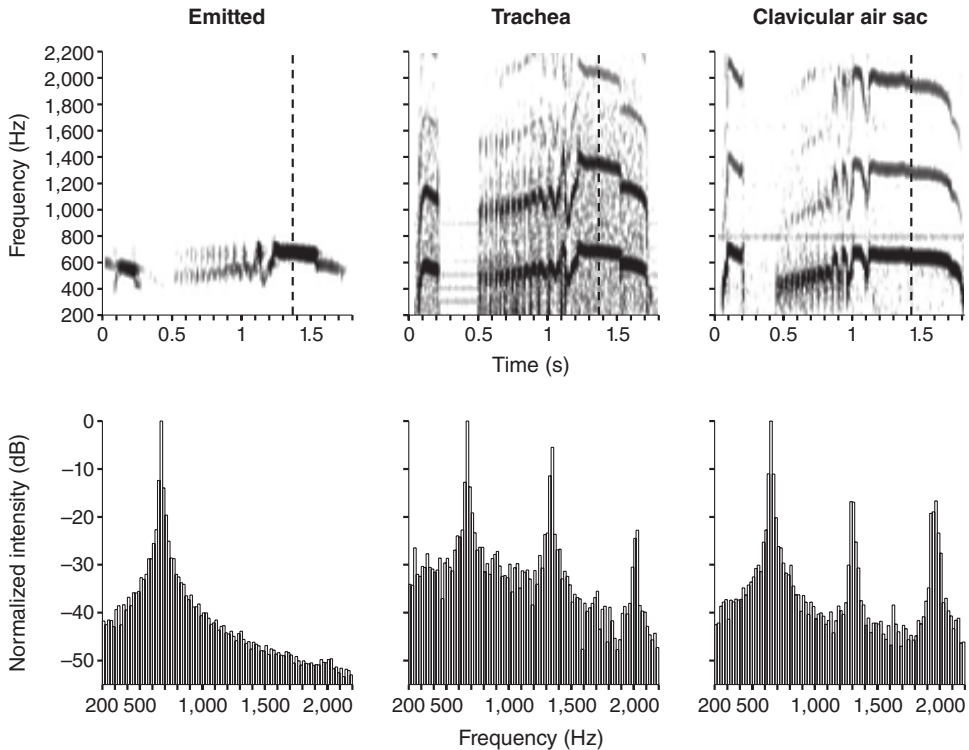 Emitted Trachea Clavicular air sac
Frequency (Hz)
2,200
2,000
1,800
1,600
1,400
1,200
1,000
800
600
400
200
0 0.5 1 1.5 0 0.5 1 1.5 0 0.5 1 1.5
Time (s)
Normalized intensity (dB)
0
–10
–20
–30
–40
–50
200 500 1,000 1,500 2,000 200 500 1,000 1,500 2,000 200 500 1,000 1,500 2,000
Frequency (Hz)